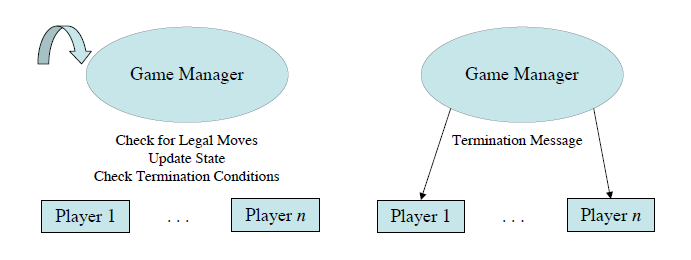 Game Manager
Check for Legal Moves
Update State
Check Termination Conditions
Player 1 . . . Player n
Game Manager
Termination Message
Player 1 . . . Player n